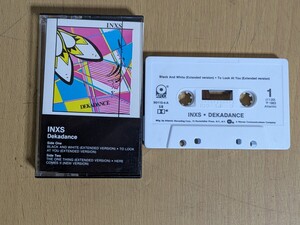 DEKADANCE
INXS
Dekadance
Side One
BLACK AND WHITE (EXTENDED VERSION) • TO LOOK
AT YOU (EXTENDED VERSION)
Side Two
THE ONE THING (EXTENDED VERSION) • HERE
COMES II (NEW VERSION)
Black And White (Extended version) • To Look At You (Extended Version)
1
INXS • DEKADANCE